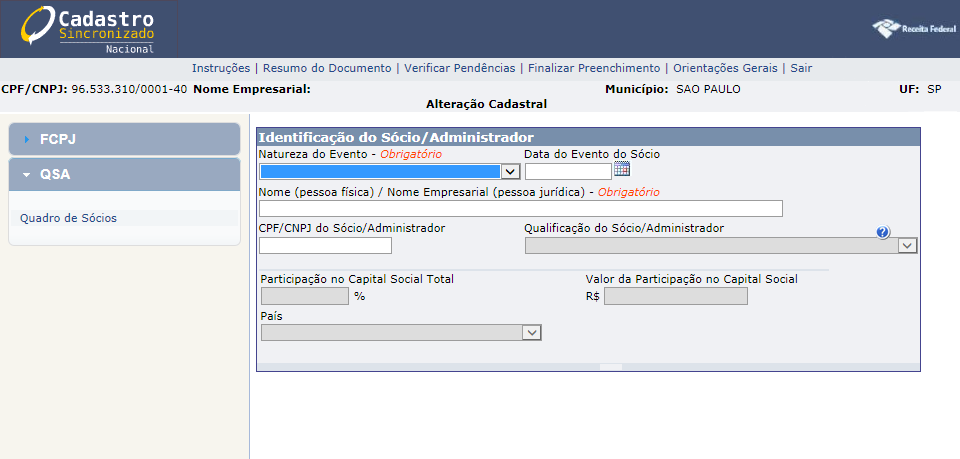 Cadastro
Sincronizado
Nacional
Receita Federal
Instruções | Resumo do Documento | Verificar Pendências | Finalizar Preenchimento | Orientações Gerais | Sair
CPF/CNPJ: 96.533.310/0001-40 Nome Empresarial: Município: SAO PAULO UF: SP
Alteração Cadastral
FCPJ
QSA
Quadro de Sócios
Identificação do Sócio/Administrador
Natureza do Evento - Obrigatório Data do Evento do Sócio
Nome (pessoa física) / Nome Empresarial (pessoa jurídica) - Obrigatório
CPF/CNPJ do Sócio/Administrador Qualificação do Sócio/Administrador ?
Participação no Capital Social Total Valor da Participação no Capital Social
% R$
País